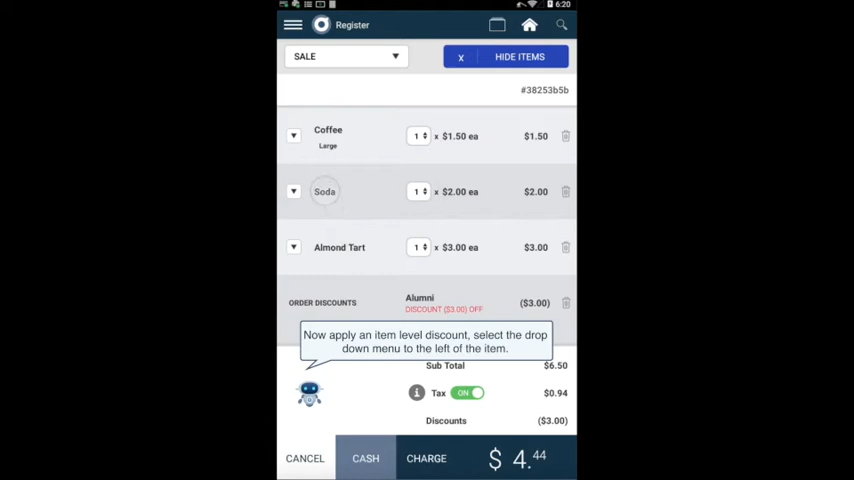 6:20
Register
SALE
x HIDE ITEMS
#38253b5b
Coffee 1 x $1.50 ea $1.50
Large
Soda 1 x $2.00 ea $2.00
Almond Tart 1 x $3.00 ea $3.00
ORDER DISCOUNTS Alumni ($3.00)
DISCOUNT ($3.00) OFF
Now apply an item level discount, select the drop
down menu to the left of the item.
Sub Total $6.50
Tax ON $0.94
Discounts ($3.00)
CANCEL CASH CHARGE $ 4.44